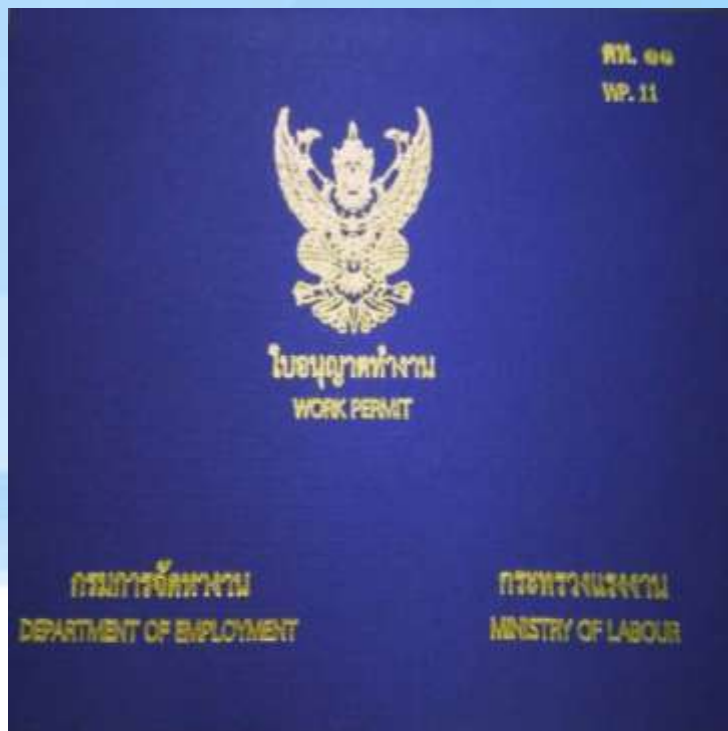 ตท. ๑๑
WP. 11
ใบอนุญาตทำงาน
WORK PERMIT
กรมการจัดหางาน
DEPARTMENT OF EMPLOYMENT
กระทรวงแรงงาน
MINISTRY OF LABOUR